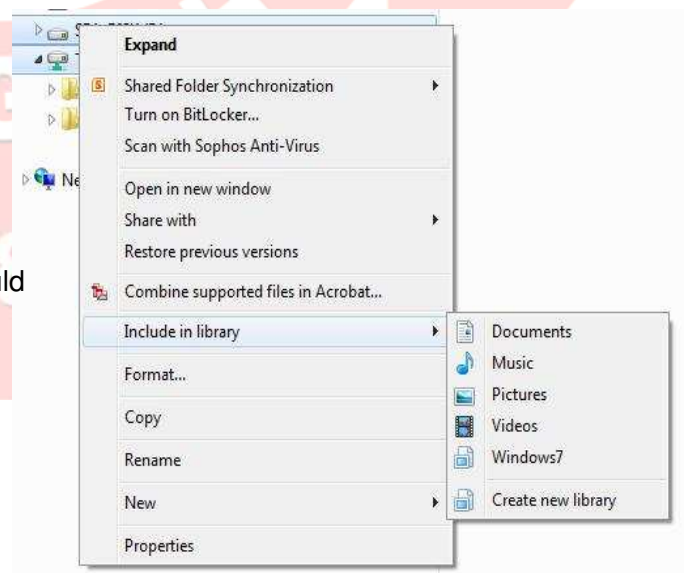 Expand
Shared Folder Synchronization
Turn on BitLocker...
Scan with Sophos Anti-Virus
Ne
Open in new window
Share with
Restore previous versions
Combine supported files in Acrobat...
Include in library
Documents
Music
Format...
Pictures
Copy
Videos
Rename
Windows7
New
Create new library
Properties